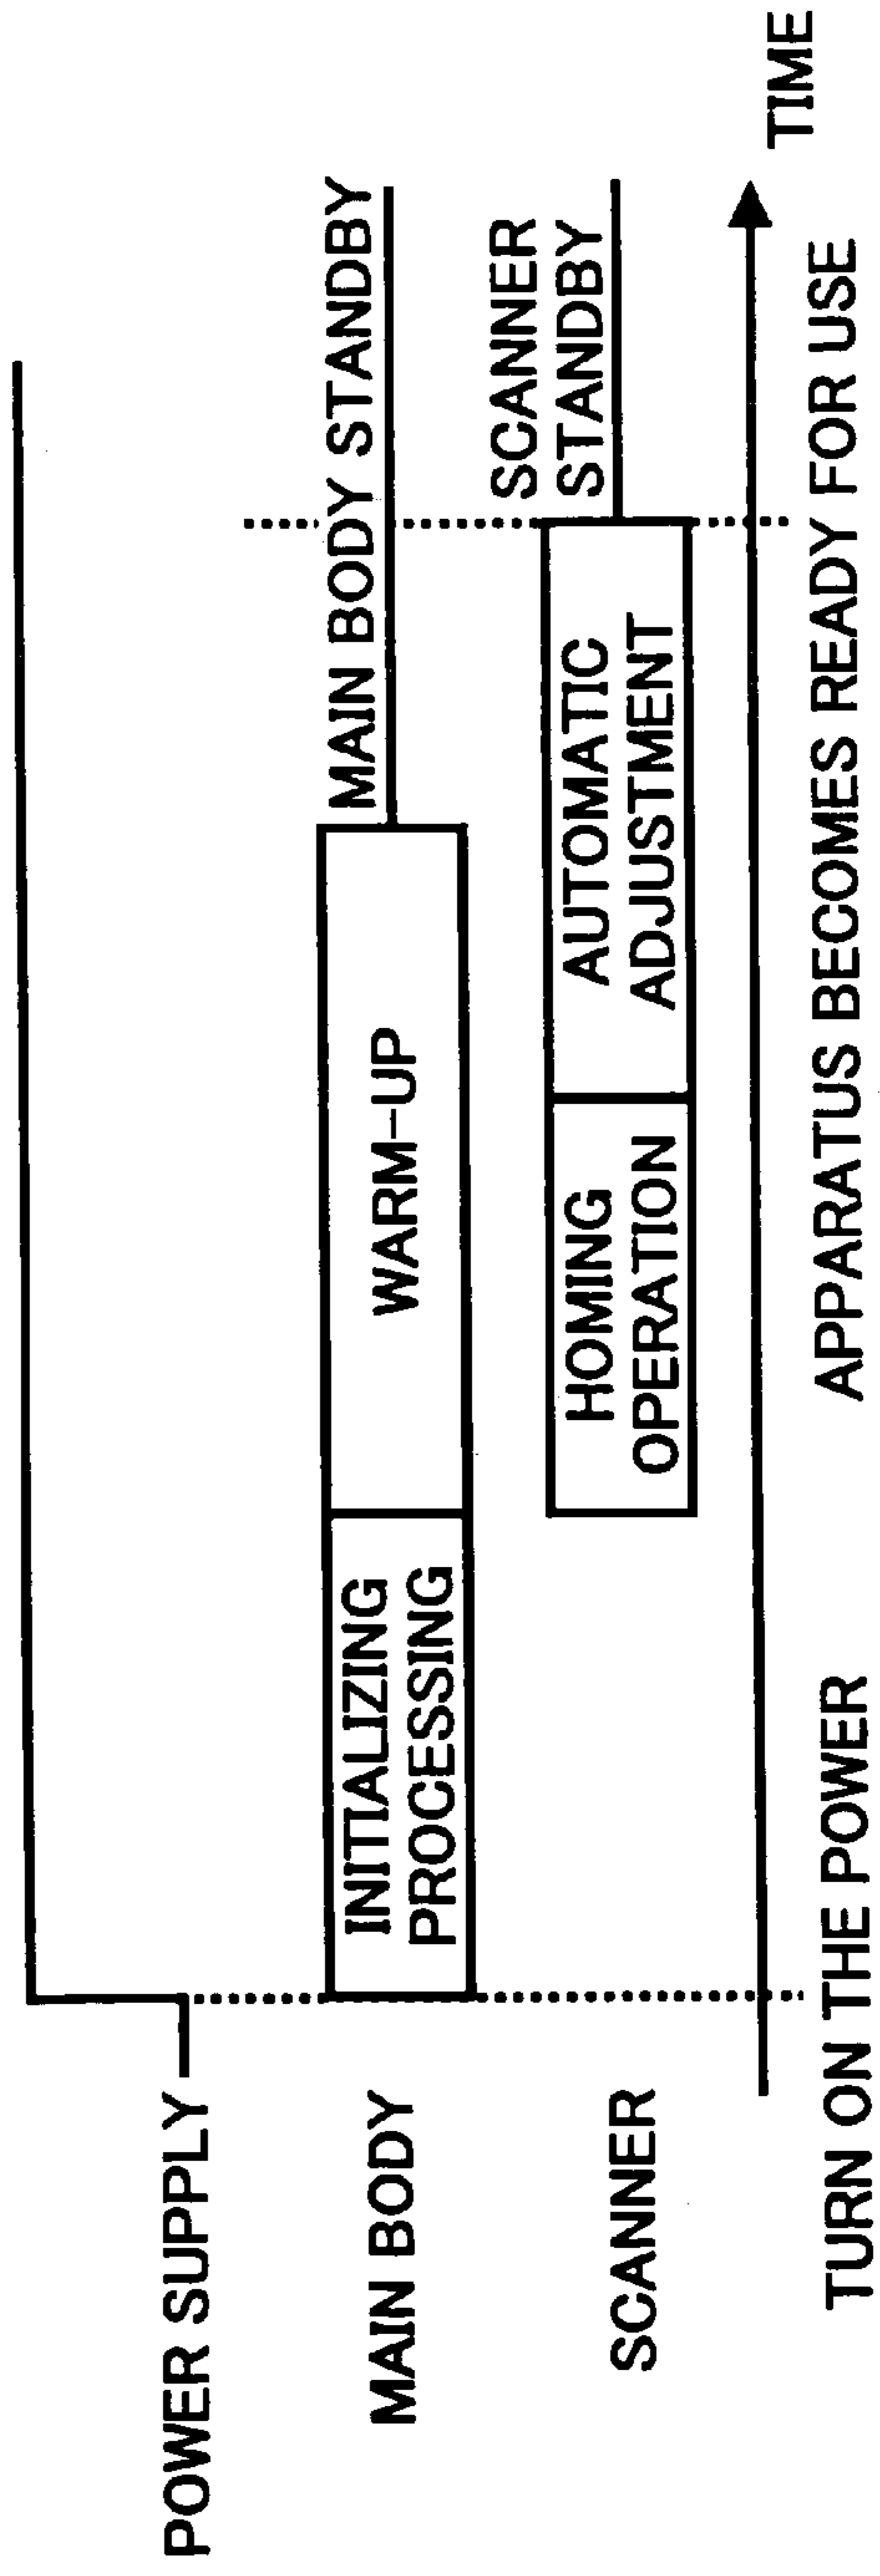 POWER SUPPLY
MAIN BODY
INITIALIZING
PROCESSING
WARM-UP
MAIN BODY STANDBY
SCANNER
HOMING
OPERATION
AUTOMATIC
ADJUSTMENT
SCANNER
STANDBY
TIME
TURN ON THE POWER
APPARATUS BECOMES READY FOR USE